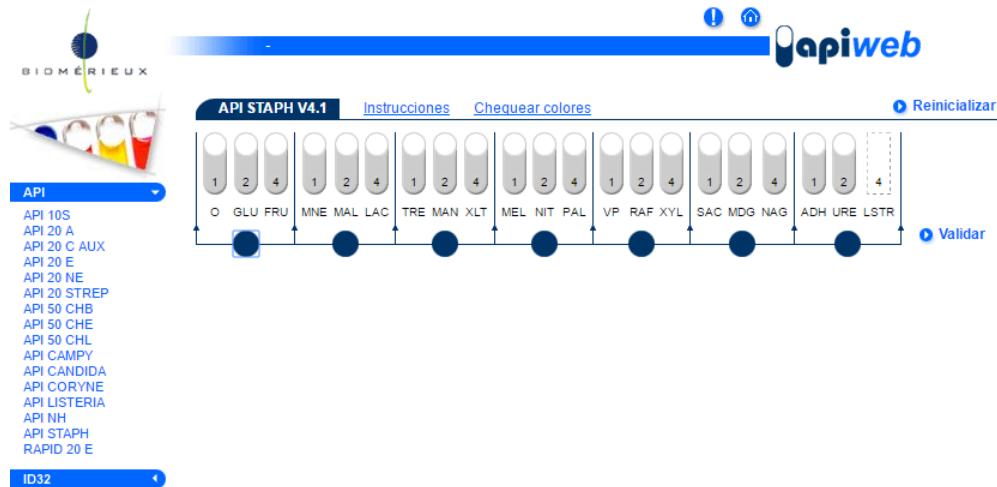 BIOMÉRIEUX
-
apiweb
API STAPH V4.1 Instrucciones Chequear colores Reinicializar
1 2 4 1 2 4 1 2 4 1 2 4 1 2 4 1 2 4 1 2 4
O GLU FRU MNE MAL LAC TRE MAN XLT MEL NIT PAL VP RAF XYL SAC MDG NAG ADH URE LSTR
Validar
API
API 10S
API 20 A
API 20 C AUX
API 20 E
API 20 NE
API 20 STREP
API 50 CHB
API 50 CHE
API 50 CHL
API CAMPY
API CANDIDA
API CORYNE
API LISTERIA
API NH
API STAPH
RAPID 20 E
ID32